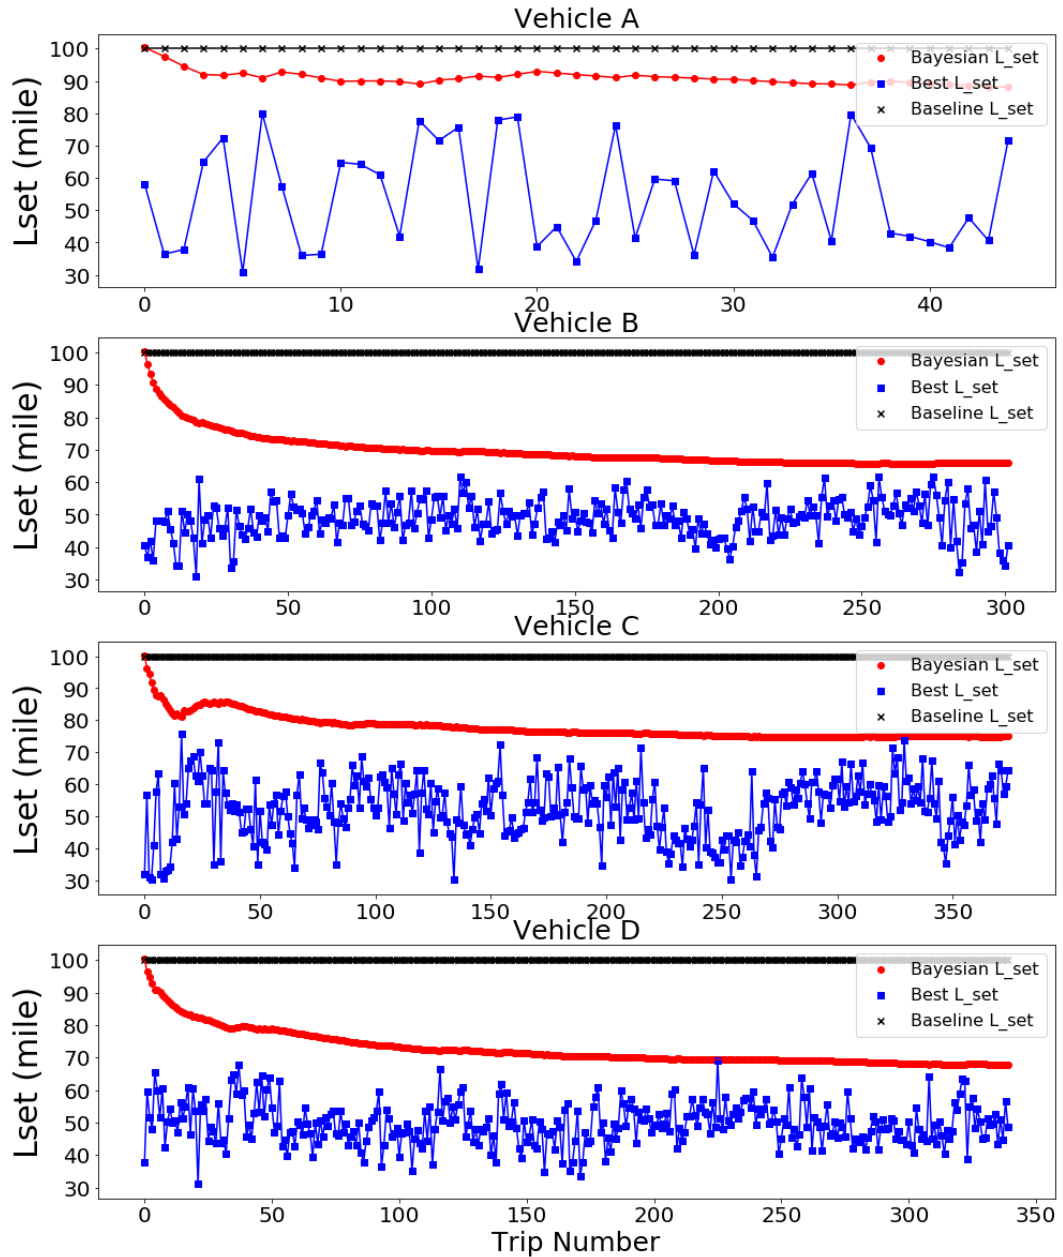 Vehicle A
100
90
80
70
60
50
40
30
Lset (mile)
Bayesian L_set
Best L_set
Baseline L_set
0 10 20 30 40
Vehicle B
100
90
80
70
60
50
40
30
Lset (mile)
Bayesian L_set
Best L_set
Baseline L_set
0 50 100 150 200 250 300
Vehicle C
100
90
80
70
60
50
40
30
Lset (mile)
Bayesian L_set
Best L_set
Baseline L_set
0 50 100 150 200 250 300 350
Vehicle D
100
90
80
70
60
50
40
30
Lset (mile)
Bayesian L_set
Best L_set
Baseline L_set
0 50 100 150 200 250 300 350
Trip Number